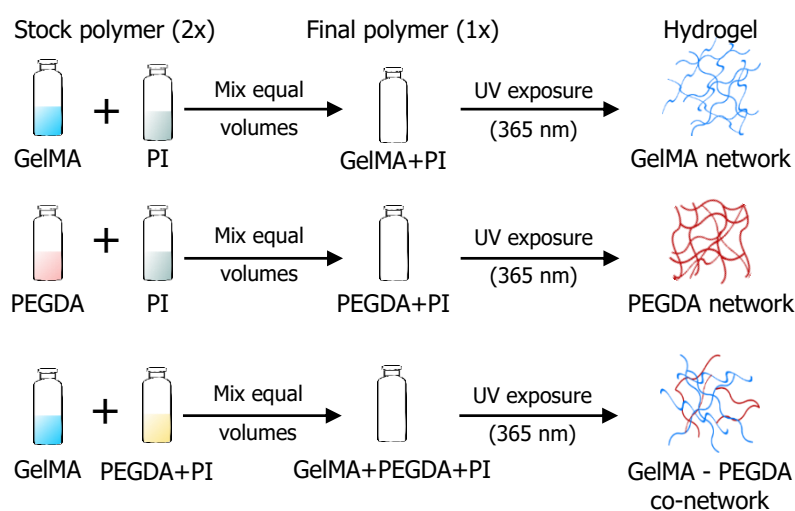 Stock polymer (2x) Final polymer (1x) Hydrogel
Mix equal UV exposure
volumes (365 nm)
GelMA PI GelMA+PI GelMA network
Mix equal UV exposure
volumes (365 nm)
PEGDA PI PEGDA+PI PEGDA network
Mix equal UV exposure
volumes (365 nm)
GelMA PEGDA+PI GelMA+PEGDA+PI GelMA - PEGDA
co-network